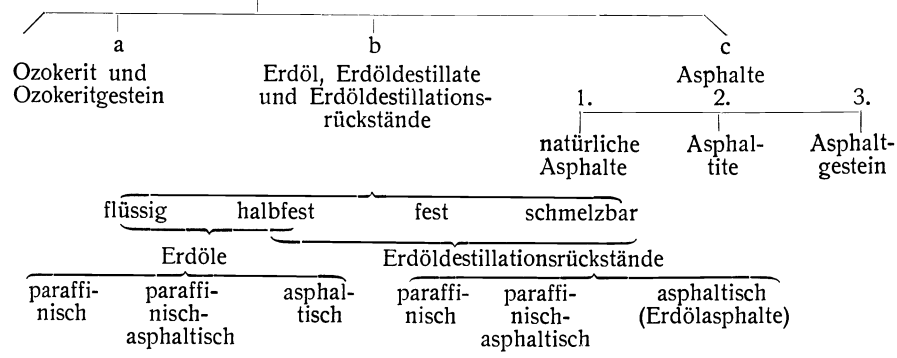 a
b
c
Ozokerit und
Ozokeritgestein
Erdöl, Erdöldestillate
und Erdöldestillations-
rückstände
Asphalte
1. 2. 3.
natürliche
Asphalte
Asphal-
tite
Asphalt-
gestein
flüssig halbfest fest schmelzbar
Erdöle
Erdöldestillationsrückstände
paraffi-
nisch
paraffi-
nisch-
asphaltisch
asphal-
tisch
paraffi-
nisch
paraffi-
nisch-
asphaltisch
asphaltisch
(Erdölasphalte)